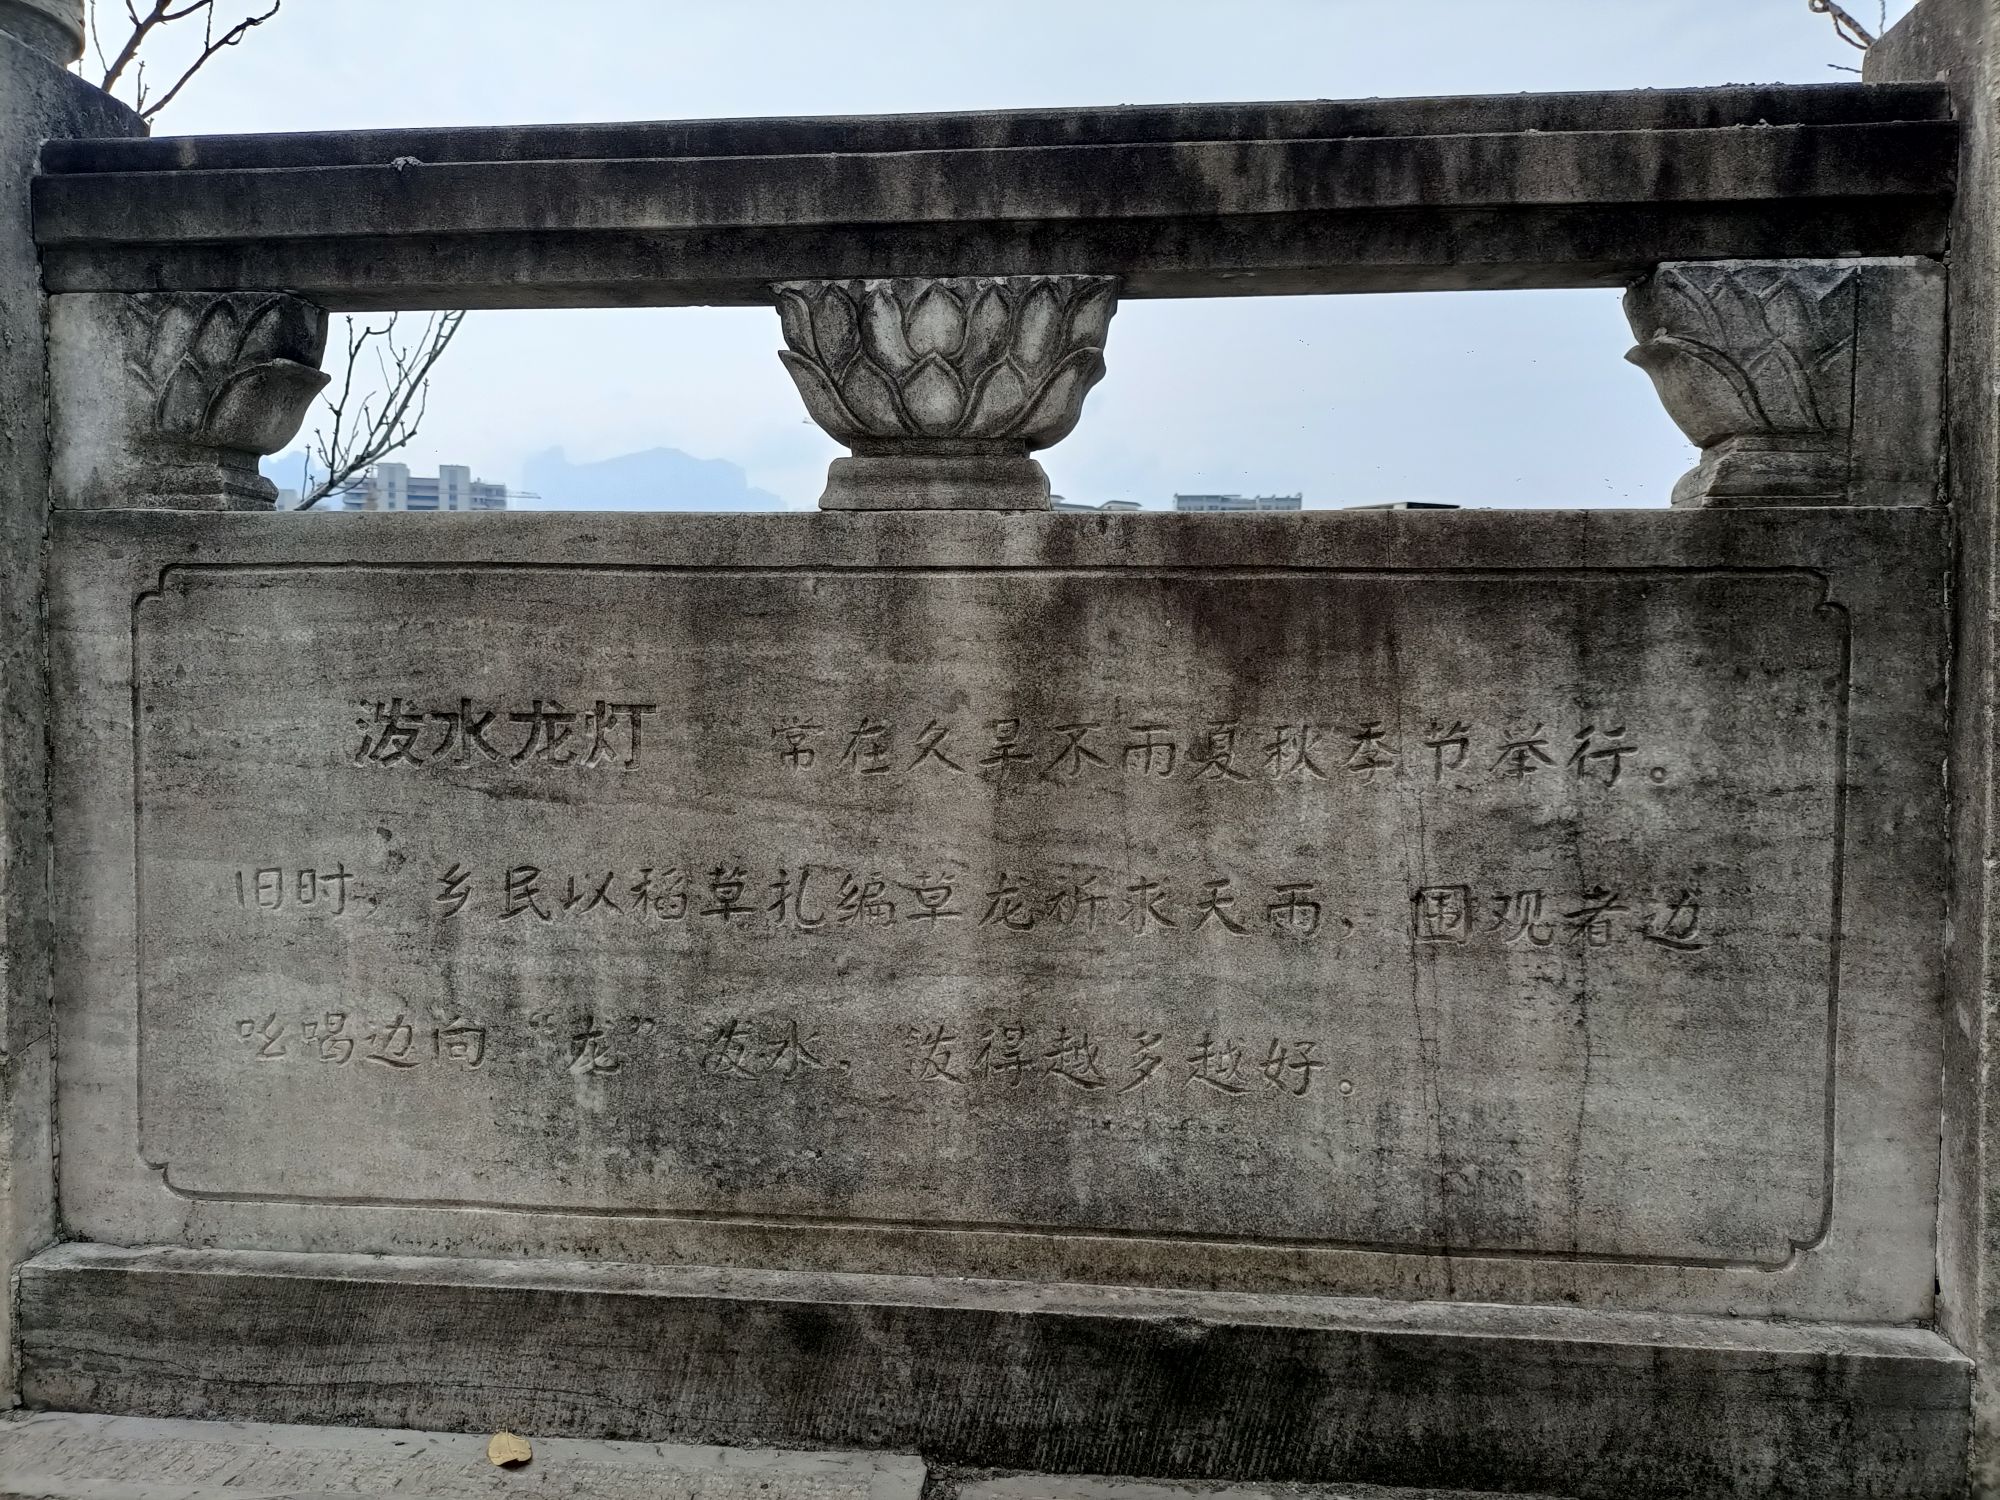 泼水龙灯 常在久旱不雨夏秋季节举行。
旧时，乡民以稻草扎编草龙祈求天雨，围观者边
吆喝边向“龙”泼水，泼得越多越好。